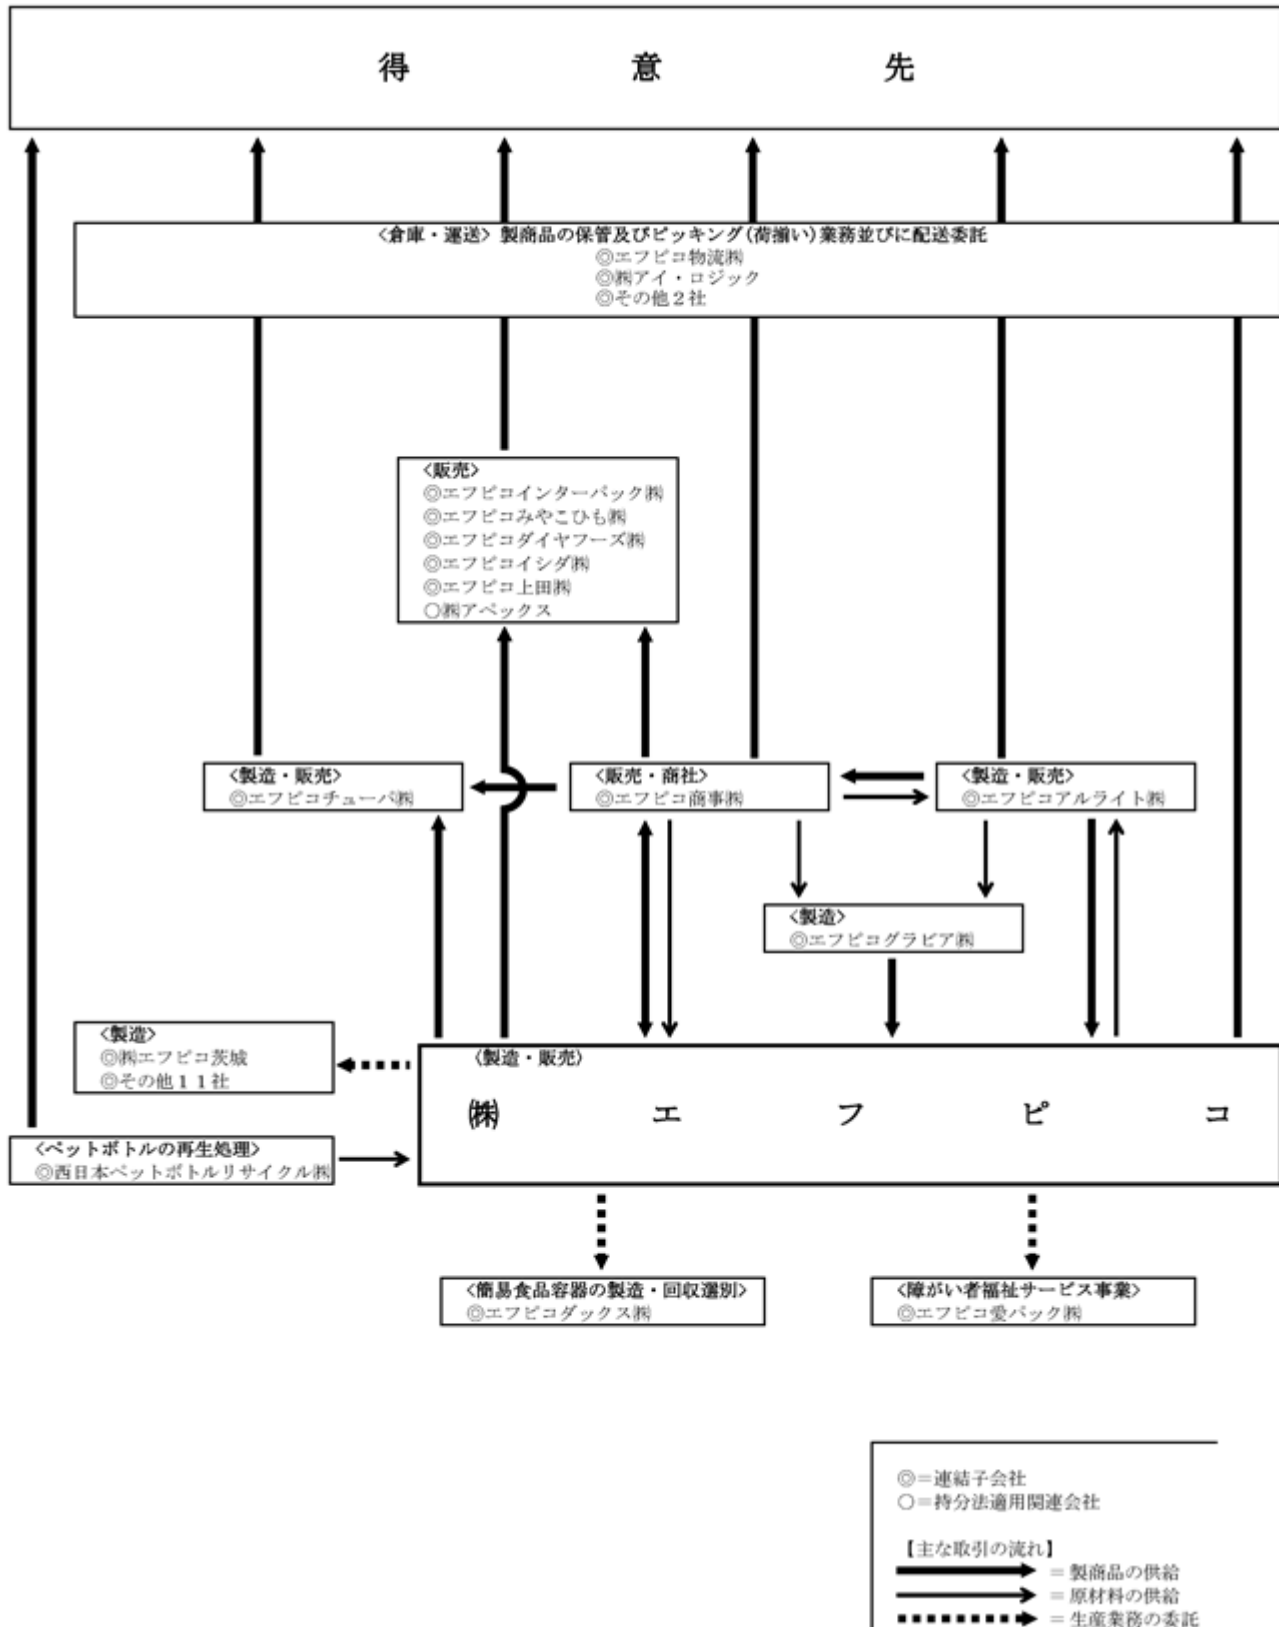 得意先
〈倉庫・運送〉製商品の保管及びピッキング(荷揃い)業務並びに配送委託
◎エフピコ物流㈱
◎㈱アイ・ロジック
◎その他２社
〈販売〉
◎エフピコインターパック㈱
◎エフピコみやこひも㈱
◎エフピコダイヤフーズ㈱
◎エフピコイシダ㈱
◎エフピコ上田㈱
○㈱アペックス
〈製造・販売〉
◎エフピコチューパ㈱
〈販売・商社〉
◎エフピコ商事㈱
〈製造・販売〉
◎エフピコアルライト㈱
〈製造〉
◎エフピコグラビア㈱
〈製造〉
◎㈱エフピコ茨城
◎その他１１社
〈製造・販売〉
㈱エフピコ
〈ペットボトルの再生処理〉
◎西日本ペットボトルリサイクル㈱
〈簡易食品容器の製造・回収選別〉
◎エフピコダックス㈱
〈障がい者福祉サービス事業〉
◎エフピコ愛パック㈱
◎＝連結子会社
○＝持分法適用関連会社
【主な取引の流れ】
＝製商品の供給
＝原材料の供給
＝生産業務の委託